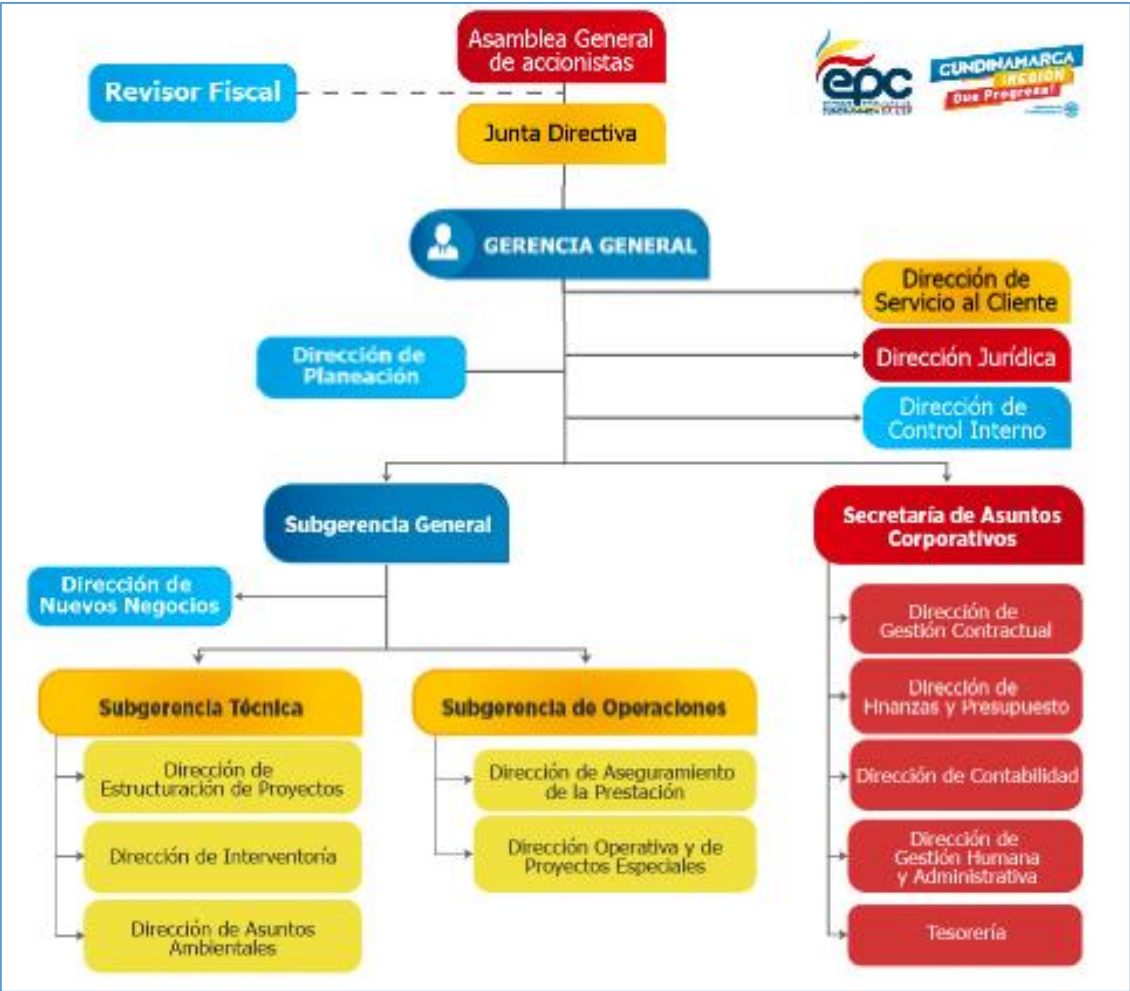 Asamblea General
de accionistas
Revisor Fiscal
Junta Directiva
epc
CUNDINAMARCA
¡REGIÓN
Que Progresa!
GERENCIA GENERAL
Dirección de
Servicio al Cliente
Dirección de
Planeación
Dirección Jurídica
Dirección de
Control Interno
Subgerencia General
Secretaría de Asuntos
Corporativos
Dirección de
Nuevos Negocios
Dirección de
Gestión Contractual
Dirección de
Finanzas y Presupuesto
Dirección de Contabilidad
Dirección de
Gestión Humana
y Administrativa
Tesorería
Subgerencia Técnica
Dirección de
Estructuración de Proyectos
Dirección de Interventoría
Dirección de Asuntos
Ambientales
Subgerencia de Operaciones
Dirección de Aseguramiento
de la Prestación
Dirección Operativa y de
Proyectos Especiales